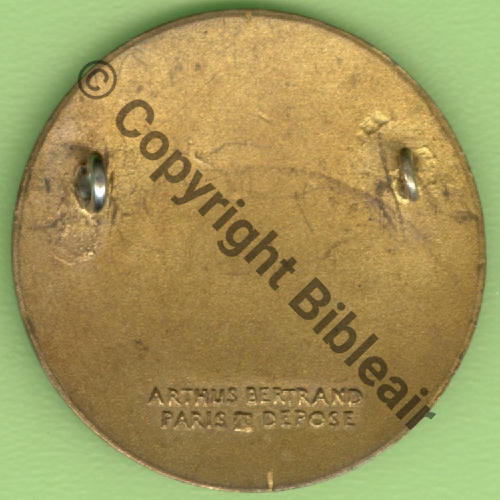 © Copyright Bibleair
ARTHUS BERTRAND
PARIS DEPOSE